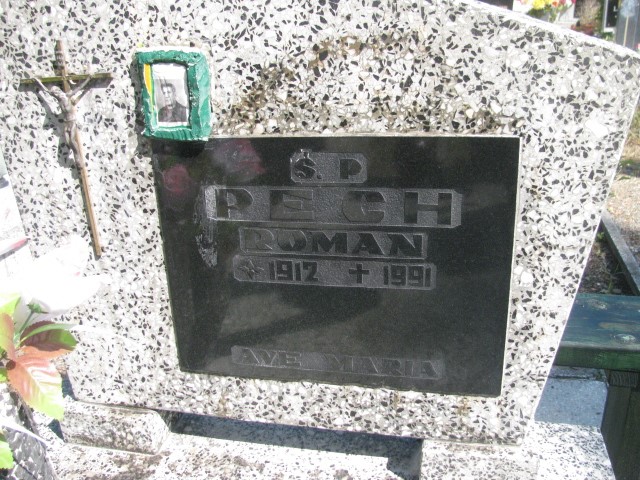 Ś. P
PECH
ROMAN
1912 + 1991
AVE MARIA